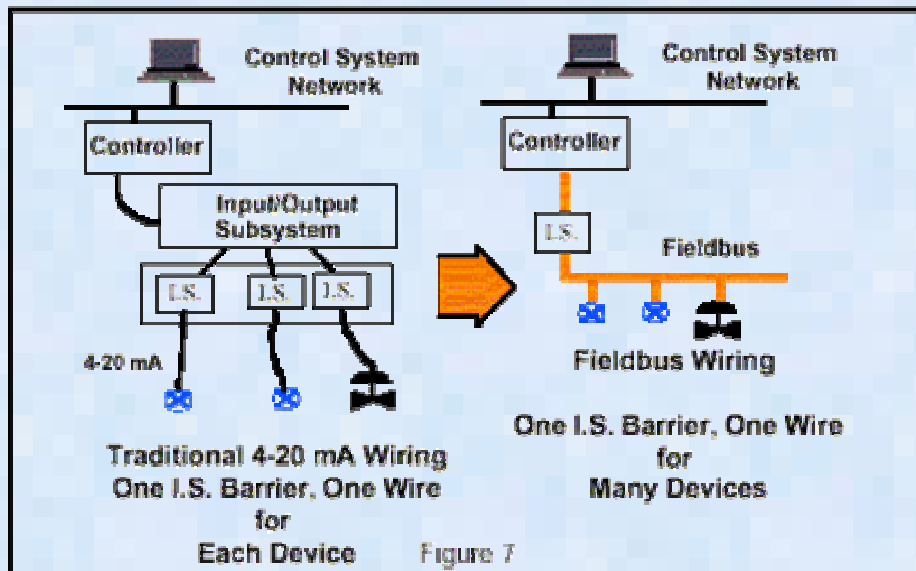 Control System
Network
Controller
Input/Output
Subsystem
I.S.
I.S.
I.S.
4-20 mA
Traditional 4-20 mA Wiring
One I.S. Barrier, One Wire
for
Each Device
Control System
Network
Controller
I.S.
Fieldbus
Fieldbus Wiring
One I.S. Barrier, One Wire
for
Many Devices
Figure 7